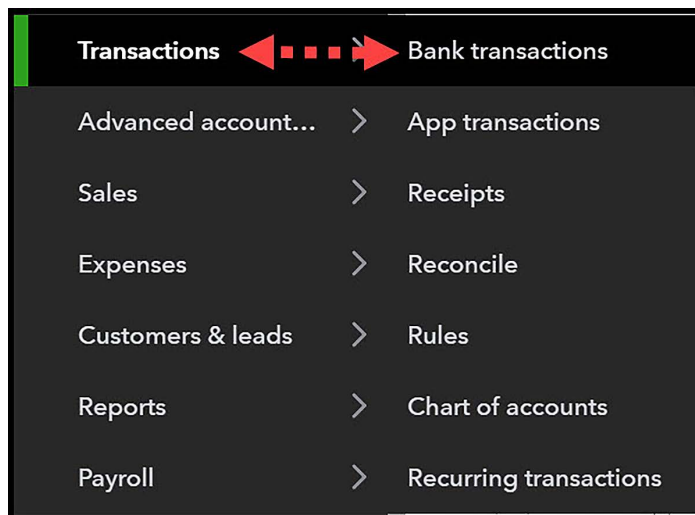 Transactions
Advanced account...
Sales
Expenses
Customers & leads
Reports
Payroll
Bank transactions
App transactions
Receipts
Reconcile
Rules
Chart of accounts
Recurring transactions